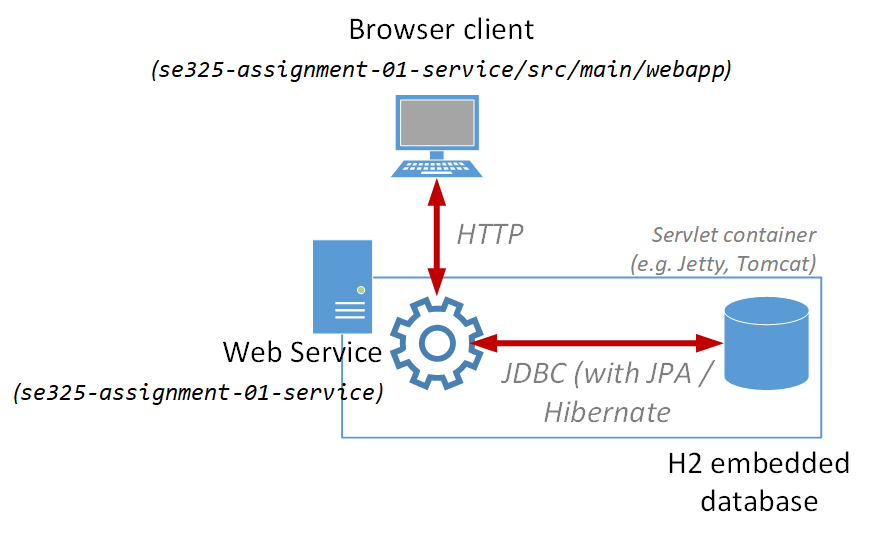 Browser client
(se325-assignment-01-service/src/main/webapp)
HTTP
Servlet container
(e.g. Jetty, Tomcat)
Web Service
(se325-assignment-01-service)
JDBC (with JPA /
Hibernate
H2 embedded
database